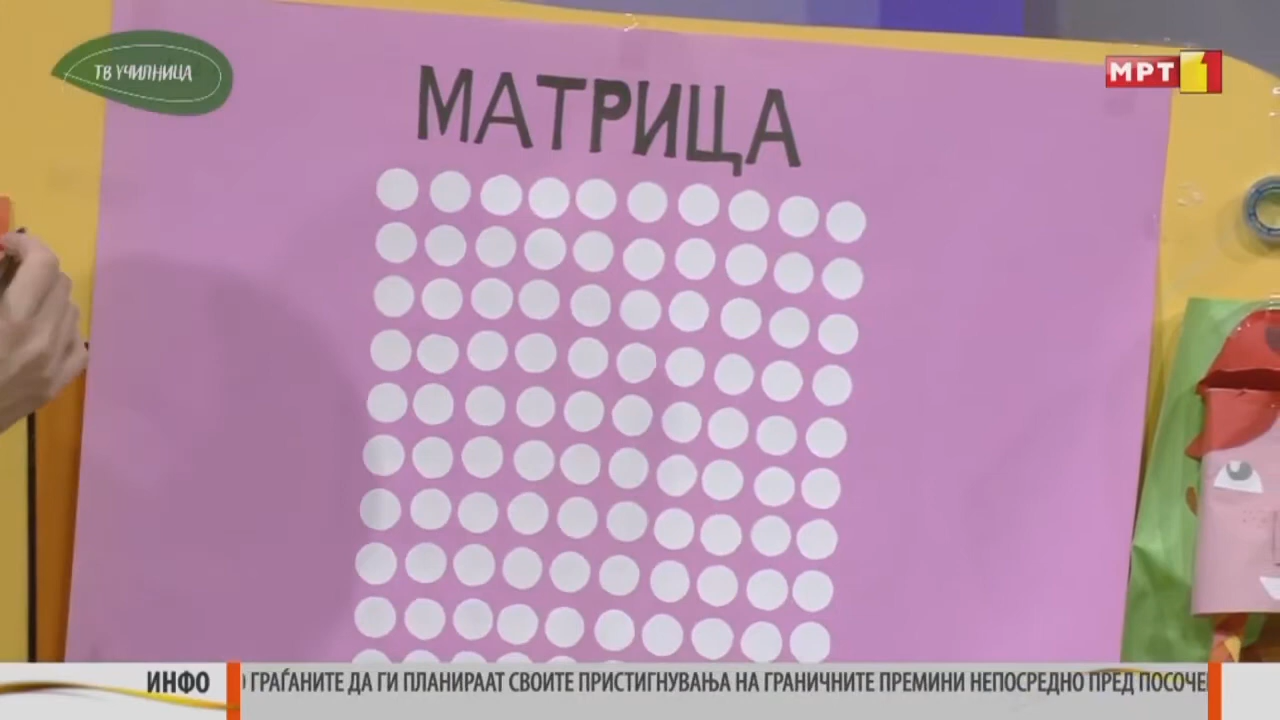 ТВ УЧИЛНИЦА
МРТ 1
МАТРИЦА
ИНФО
ГРАЃАНИТЕ ДА ГИ ПЛАНИРААТ СВОИТЕ ПРИСТИГНУВАЊА НА ГРАНИЧНИТЕ ПРЕМИНИ НЕПОСРЕДНО ПРЕД